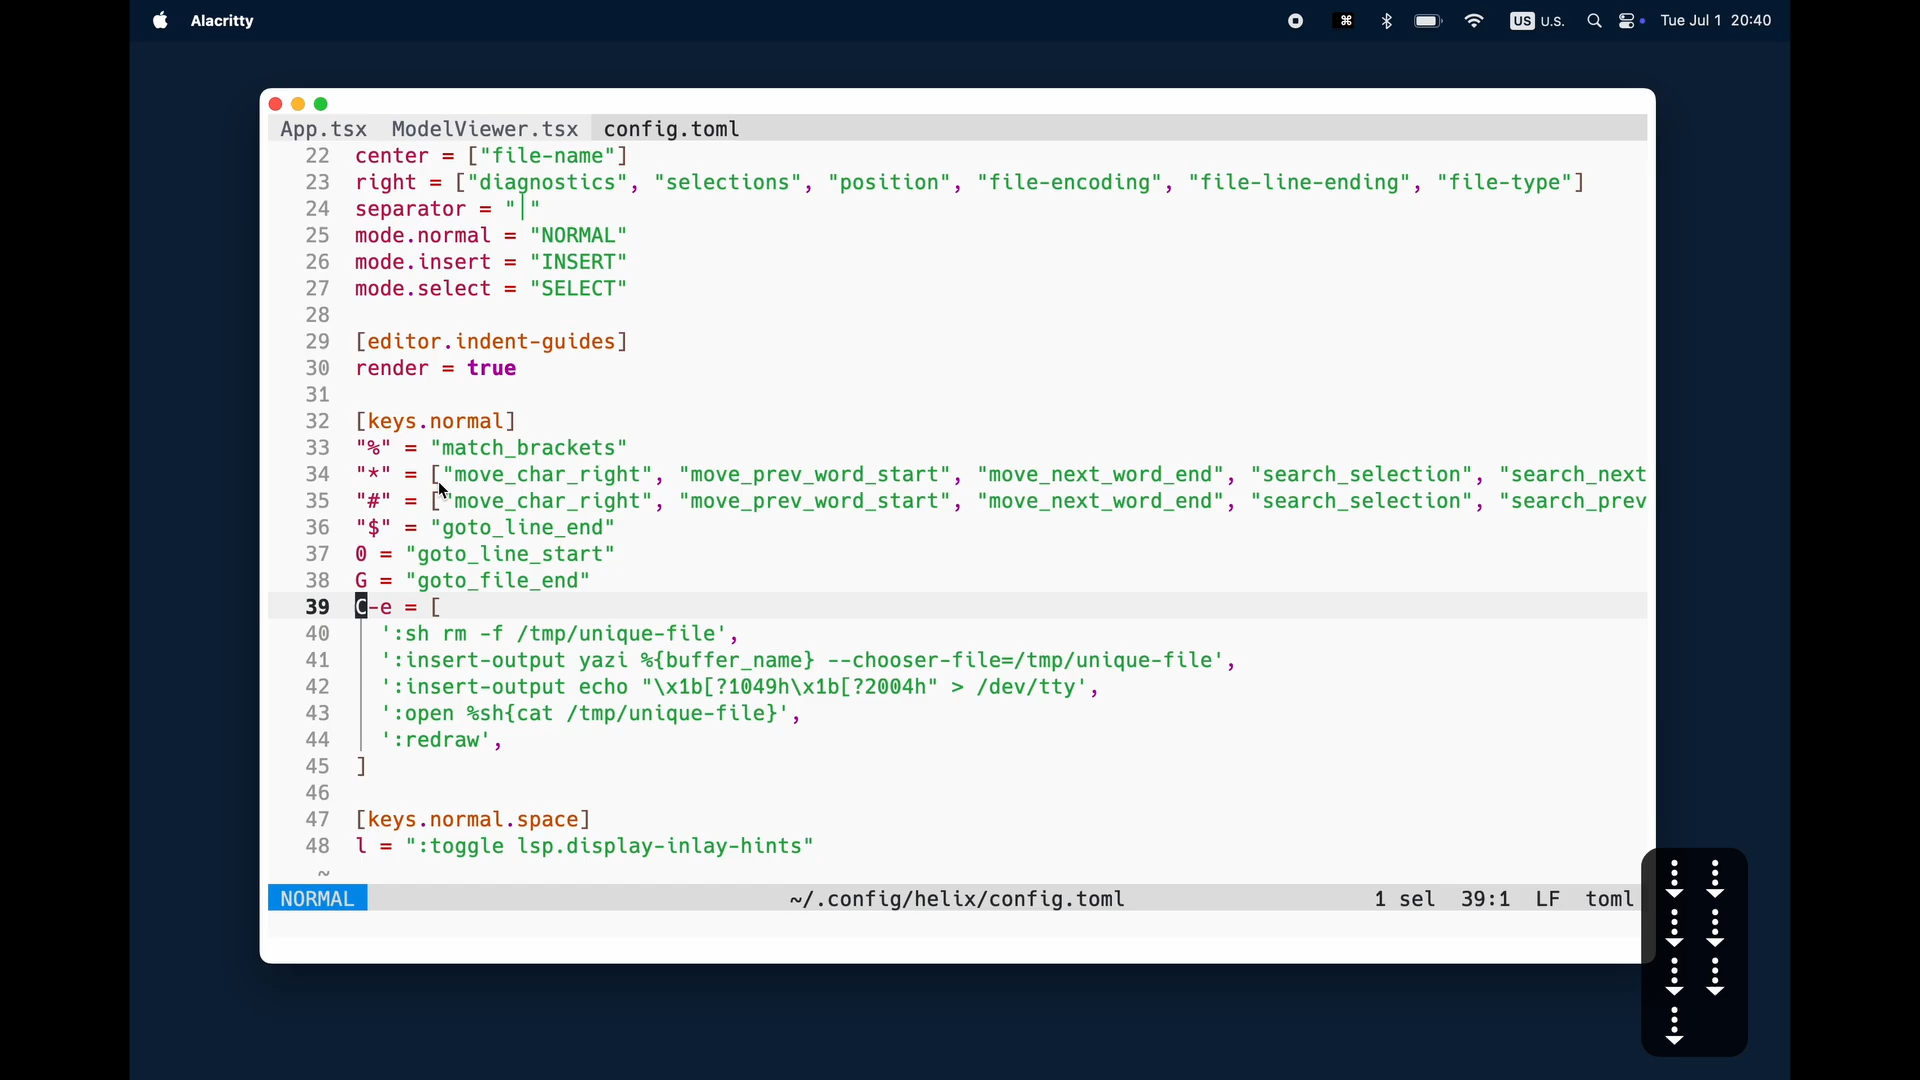 Alacritty
US U.S. Tue Jul 1 20:40
App.tsx ModelViewer.tsx config.toml
22 center = ["file-name"]
23 right = ["diagnostics", "selections", "position", "file-encoding", "file-line-ending", "file-type"]
24 separator = "│"
25 mode.normal = "NORMAL"
26 mode.insert = "INSERT"
27 mode.select = "SELECT"
28
29 [editor.indent-guides]
30 render = true
31
32 [keys.normal]
33 "%" = "match_brackets"
34 "*" = ["move_char_right", "move_prev_word_start", "move_next_word_end", "search_selection", "search_next
35 "#" = ["move_char_right", "move_prev_word_start", "move_next_word_end", "search_selection", "search_prev
36 "$" = "goto_line_end"
37 0 = "goto_line_start"
38 G = "goto_file_end"
39 C-e = [
40 ':sh rm -f /tmp/unique-file',
41 ':insert-output yazi %{buffer_name} --chooser-file=/tmp/unique-file',
42 ':insert-output echo "\x1b[?1049h\x1b[?2004h" > /dev/tty',
43 ':open %sh{cat /tmp/unique-file}',
44 ':redraw',
45 ]
46
47 [keys.normal.space]
48 l = ":toggle lsp.display-inlay-hints"
~
NORMAL ~/.config/helix/config.toml 1 sel 39:1 LF toml